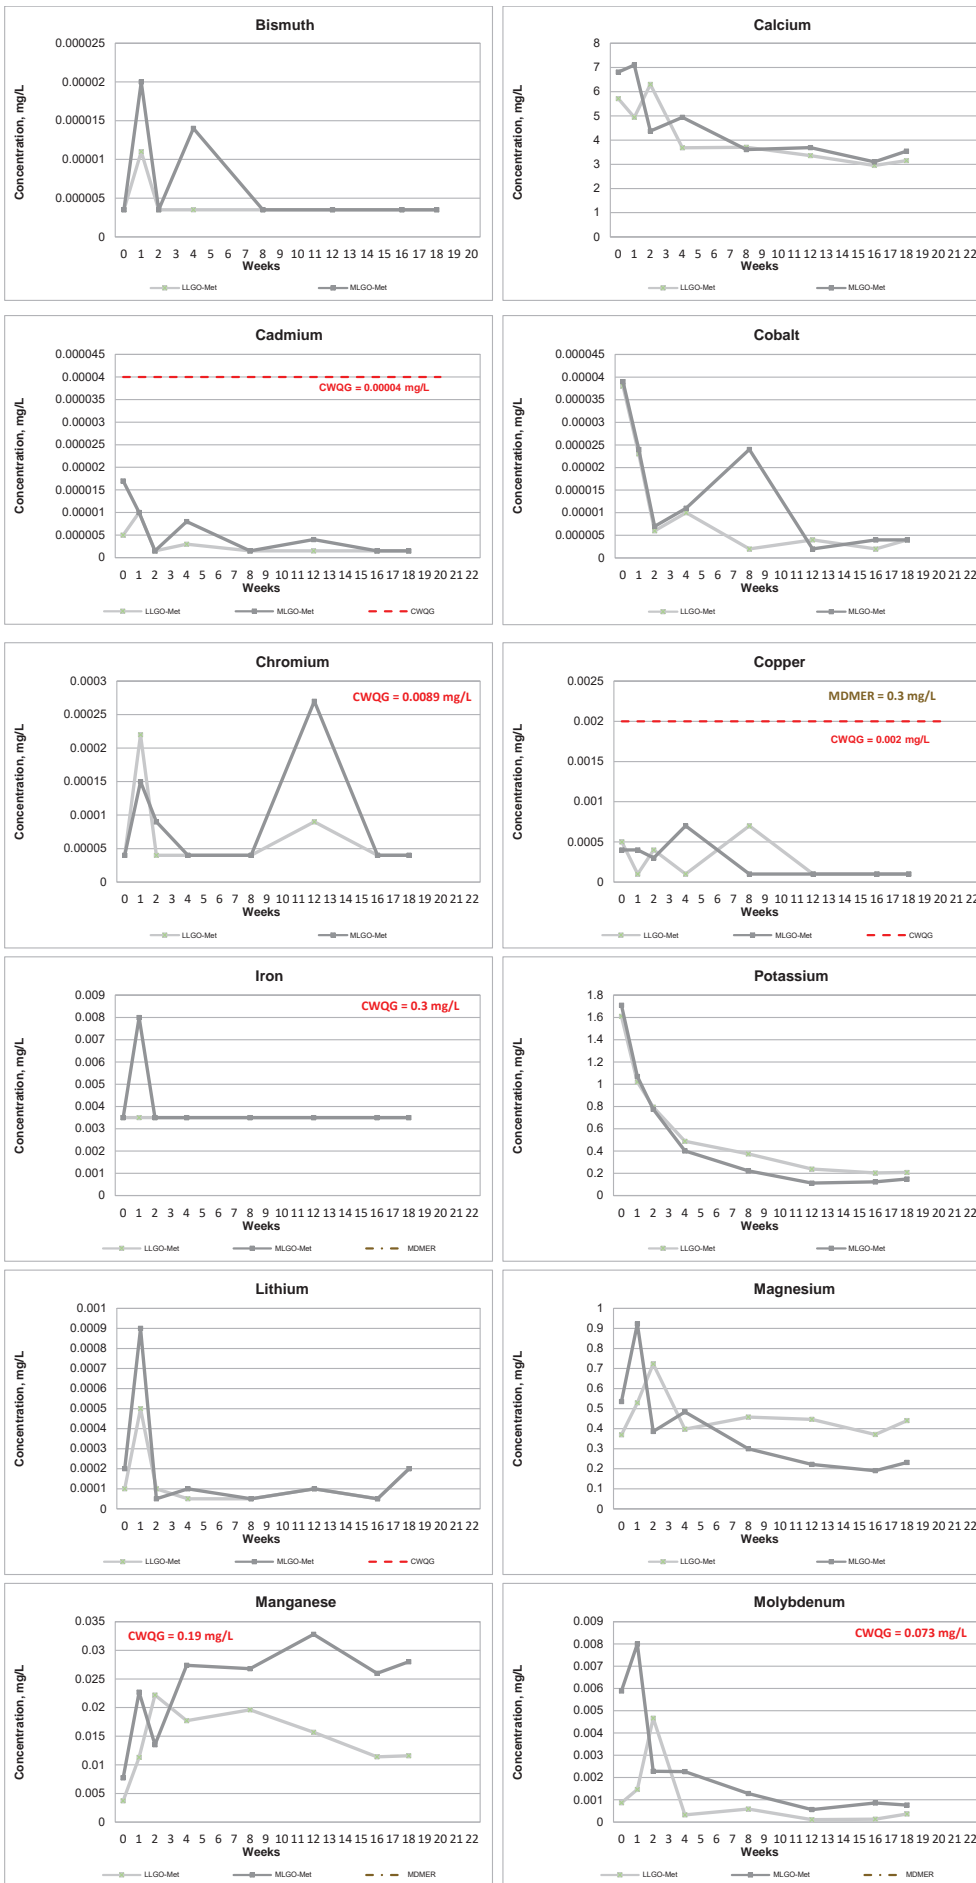 Bismuth
Concentration, mg/L
0.000025
0.00002
0.000015
0.00001
0.000005
0
0 1 2 3 4 5 6 7 8 9 10 11 12 13 14 15 16 17 18 19 20
Weeks
LLGO-Met MLGO-Met
Calcium
Concentration, mg/L
8
7
6
5
4
3
2
1
0
0 1 2 3 4 5 6 7 8 9 10 11 12 13 14 15 16 17 18 19 20 21 22
Weeks
LLGO-Met MLGO-Met
Cadmium
Concentration, mg/L
0.000045
0.00004
0.000035
0.00003
0.000025
0.00002
0.000015
0.00001
0.000005
0
CWQG = 0.00004 mg/L
0 1 2 3 4 5 6 7 8 9 10 11 12 13 14 15 16 17 18 19 20 21 22
Weeks
LLGO-Met MLGO-Met CWQG
Cobalt
Concentration, mg/L
0.000045
0.00004
0.000035
0.00003
0.000025
0.00002
0.000015
0.00001
0.000005
0
0 1 2 3 4 5 6 7 8 9 10 11 12 13 14 15 16 17 18 19 20 21 22
Weeks
LLGO-Met MLGO-Met
Chromium
Concentration, mg/L
0.0003
0.00025
0.0002
0.00015
0.0001
0.00005
0
CWQG = 0.0089 mg/L
0 1 2 3 4 5 6 7 8 9 10 11 12 13 14 15 16 17 18 19 20 21 22
Weeks
LLGO-Met MLGO-Met
Copper
Concentration, mg/L
0.0025
0.002
0.0015
0.001
0.0005
0
MDMER = 0.3 mg/L
CWQG = 0.002 mg/L
0 1 2 3 4 5 6 7 8 9 10 11 12 13 14 15 16 17 18 19 20 21 22
Weeks
LLGO-Met MLGO-Met CWQG
Iron
Concentration, mg/L
0.009
0.008
0.007
0.006
0.005
0.004
0.003
0.002
0.001
0
CWQG = 0.3 mg/L
0 1 2 3 4 5 6 7 8 9 10 11 12 13 14 15 16 17 18 19 20 21 22
Weeks
LLGO-Met MLGO-Met MDMER
Potassium
Concentration, mg/L
1.8
1.6
1.4
1.2
1
0.8
0.6
0.4
0.2
0
0 1 2 3 4 5 6 7 8 9 10 11 12 13 14 15 16 17 18 19 20 21 22
Weeks
LLGO-Met MLGO-Met
Lithium
Concentration, mg/L
0.001
0.0009
0.0008
0.0007
0.0006
0.0005
0.0004
0.0003
0.0002
0.0001
0
0 1 2 3 4 5 6 7 8 9 10 11 12 13 14 15 16 17 18 19 20 21 22
Weeks
LLGO-Met MLGO-Met CWQG
Magnesium
Concentration, mg/L
1
0.9
0.8
0.7
0.6
0.5
0.4
0.3
0.2
0.1
0
0 1 2 3 4 5 6 7 8 9 10 11 12 13 14 15 16 17 18 19 20 21 22
Weeks
LLGO-Met MLGO-Met
Manganese
Concentration, mg/L
0.035
0.03
0.025
0.02
0.015
0.01
0.005
0
CWQG = 0.19 mg/L
0 1 2 3 4 5 6 7 8 9 10 11 12 13 14 15 16 17 18 19 20 21 22
Weeks
LLGO-Met MLGO-Met MDMER
Molybdenum
Concentration, mg/L
0.009
0.008
0.007
0.006
0.005
0.004
0.003
0.002
0.001
0
CWQG = 0.073 mg/L
0 1 2 3 4 5 6 7 8 9 10 11 12 13 14 15 16 17 18 19 20 21 22
Weeks
LLGO-Met MLGO-Met MDMER